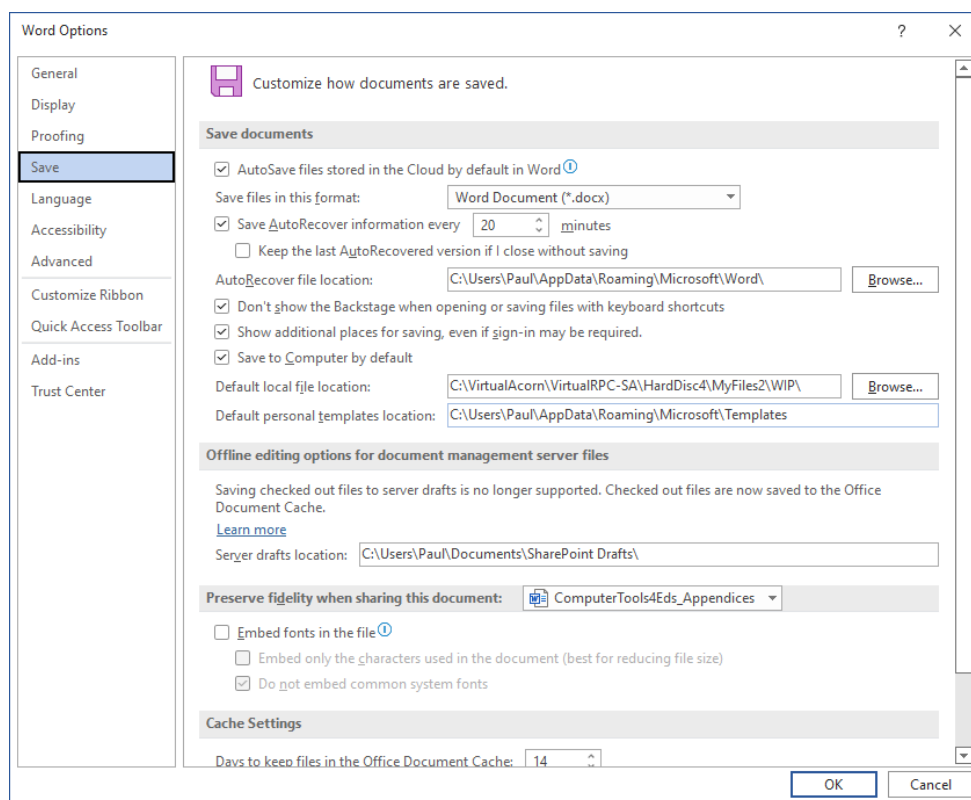 Word Options ?
General
Display
Proofing
Save
Language
Accessibility
Advanced
Customize Ribbon
Quick Access Toolbar
Add-ins
Trust Center
Customize how documents are saved.
Save documents
AutoSave files stored in the Cloud by default in Word
Save files in this format: Word Document (*.docx)
Save AutoRecover information every 20 minutes
Keep the last AutoRecovered version if I close without saving
AutoRecover file location: C:\Users\Paul\AppData\Roaming\Microsoft\Word\ Browse...
Don't show the Backstage when opening or saving files with keyboard shortcuts
Show additional places for saving, even if sign-in may be required.
Save to Computer by default
Default local file location: C:\VirtualAcorn\VirtualRPC-SA\HardDisc4\MyFiles2\WIP\ Browse...
Default personal templates location: C:\Users\Paul\AppData\Roaming\Microsoft\Templates
Offline editing options for document management server files
Saving checked out files to server drafts is no longer supported. Checked out files are now saved to the Office
Document Cache.
Learn more
Server drafts location: C:\Users\Paul\Documents\SharePoint Drafts\
Preserve fidelity when sharing this document: ComputerTools4Eds_Appendices
Embed fonts in the file
Embed only the characters used in the document (best for reducing file size)
Do not embed common system fonts
Cache Settings
Days to keep files in the Office Document Cache: 14
OK Cancel